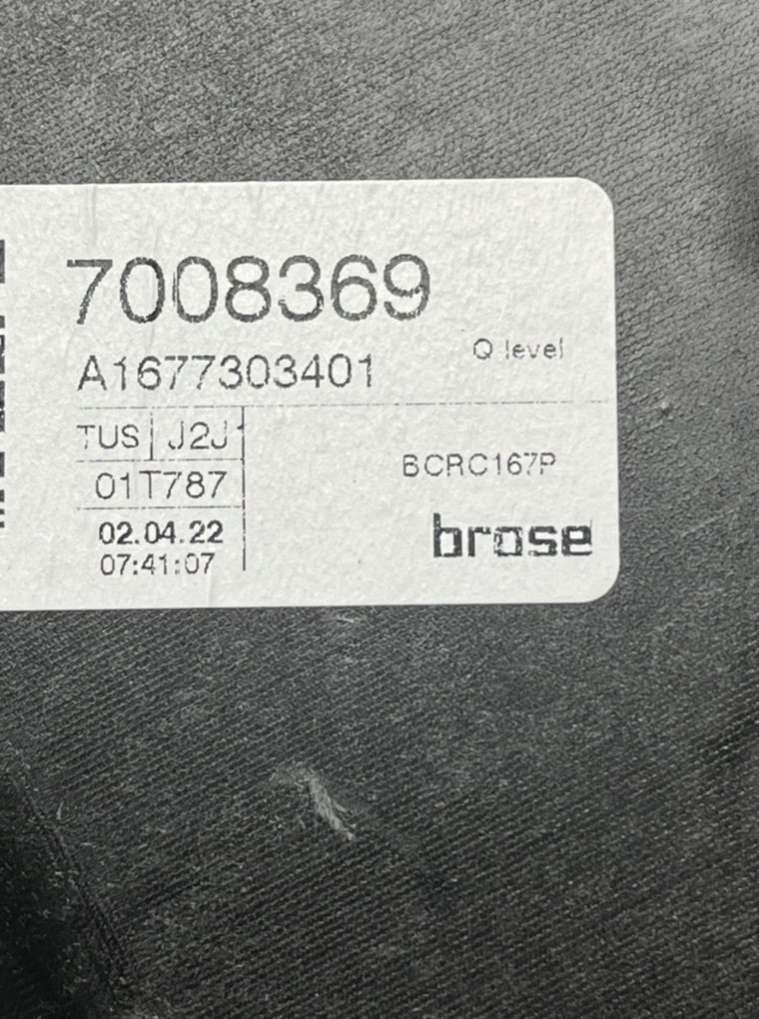 7008369
A1677303401
Q level
TUS J2J
01T787
BCRC167P
02.04.22
07:41:07
brose